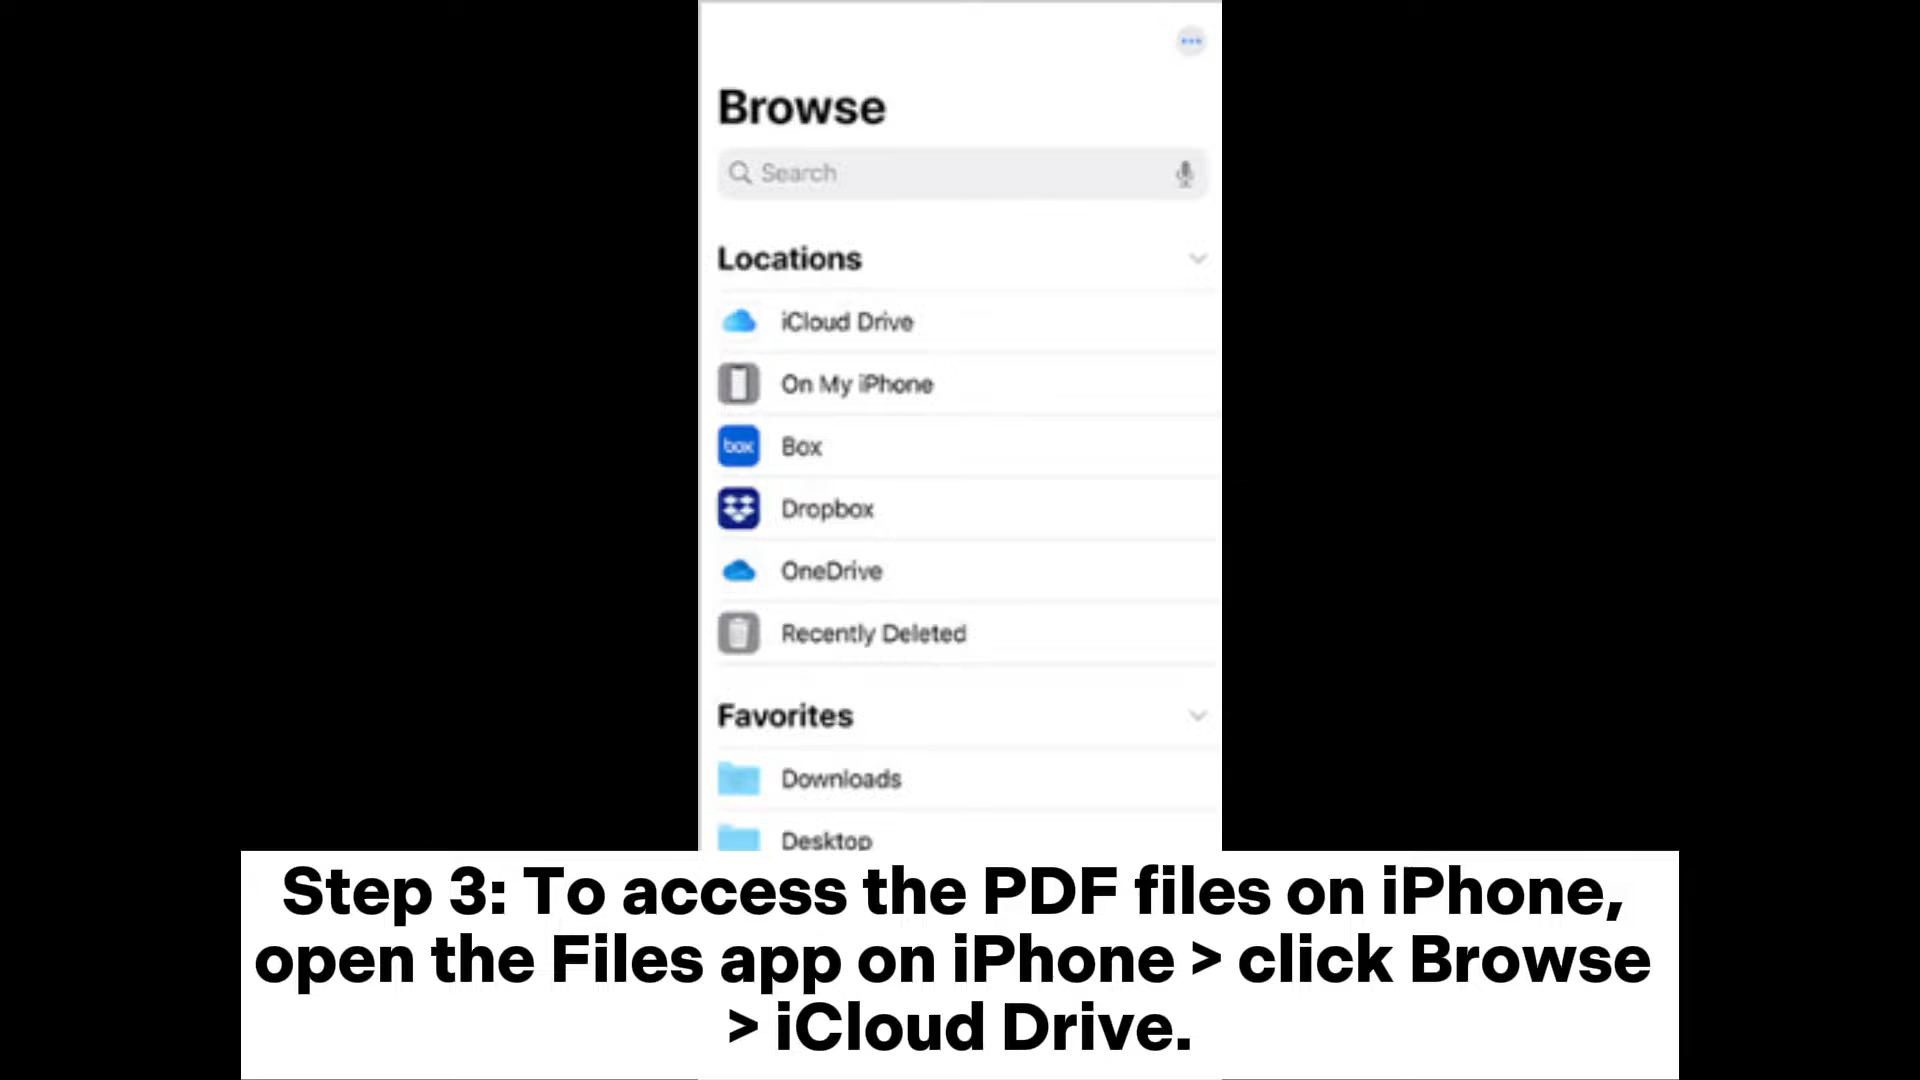 Browse
Search
Locations
iCloud Drive
On My iPhone
box Box
Dropbox
OneDrive
Recently Deleted
Favorites
Downloads
Desktop
Step 3: To access the PDF files on iPhone,
open the Files app on iPhone > click Browse
> iCloud Drive.